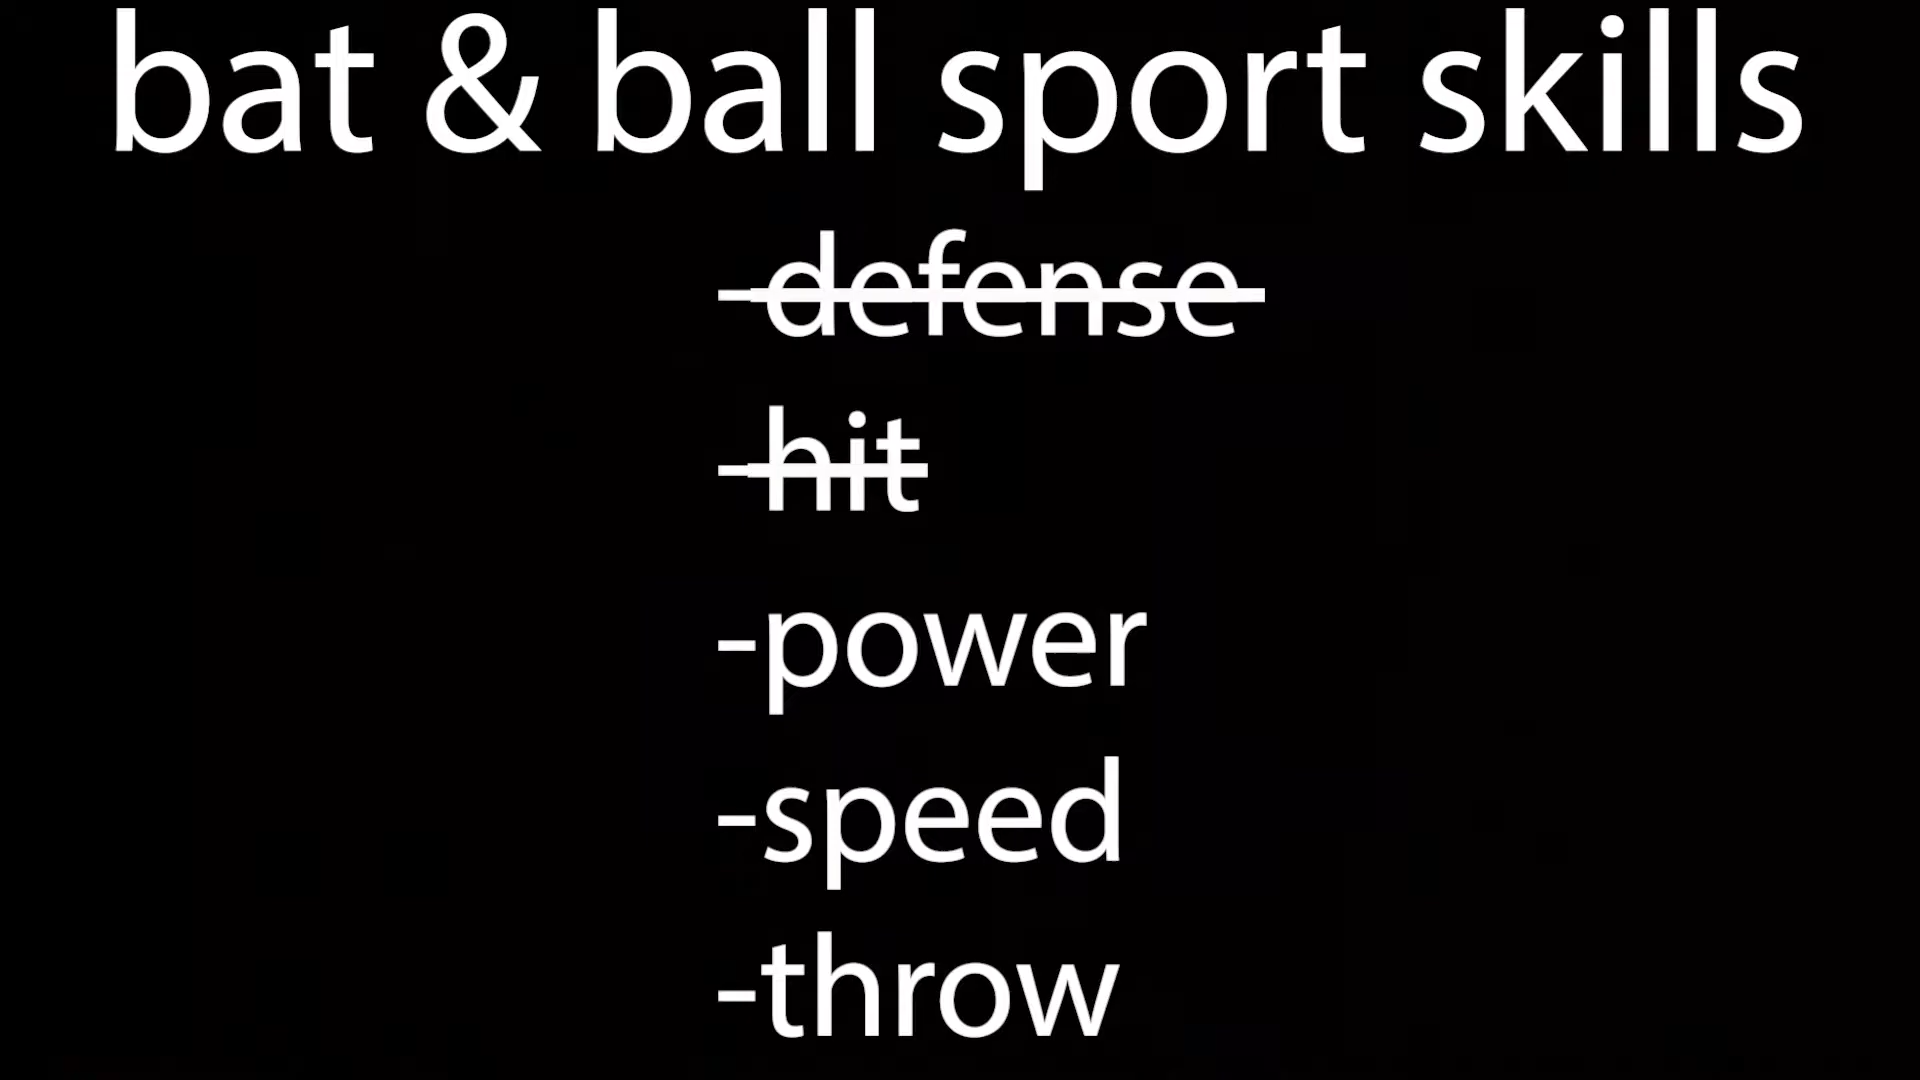 bat & ball sport skills
-defense
-hit
-power
-speed
-throw